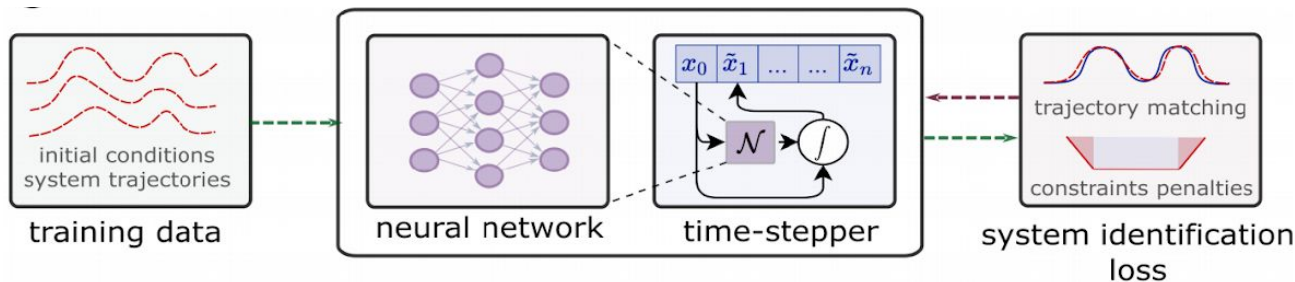 initial conditions
system trajectories
training data
neural network
x₀ x̃₁ ... ... x̃ₙ
𝒩 ∫
time-stepper
trajectory matching
constraints penalties
system identification
loss